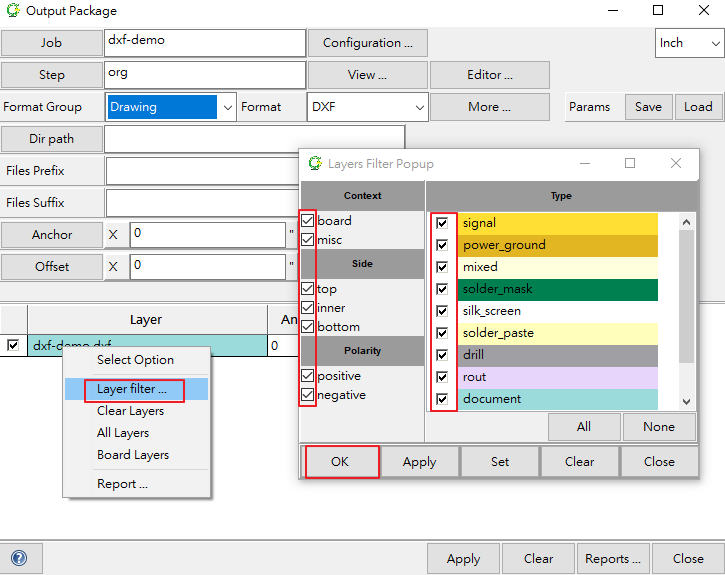 Output Package
Job dxf-demo Configuration ... Inch
Step org View ... Editor ...
Format Group Drawing Format DXF More ... Params Save Load
Dir path
Files Prefix
Files Suffix
Anchor X 0 "
Offset X 0 "
Layer An
dxf-demo.dxf 0
Select Option
Layer filter ...
Clear Layers
All Layers
Board Layers
Report ...
Layers Filter Popup
Context
board
misc
Side
top
inner
bottom
Polarity
positive
negative
Type
signal
power_ground
mixed
solder_mask
silk_screen
solder_paste
drill
rout
document
All None
OK Apply Set Clear Close
? Apply Clear Reports ... Close